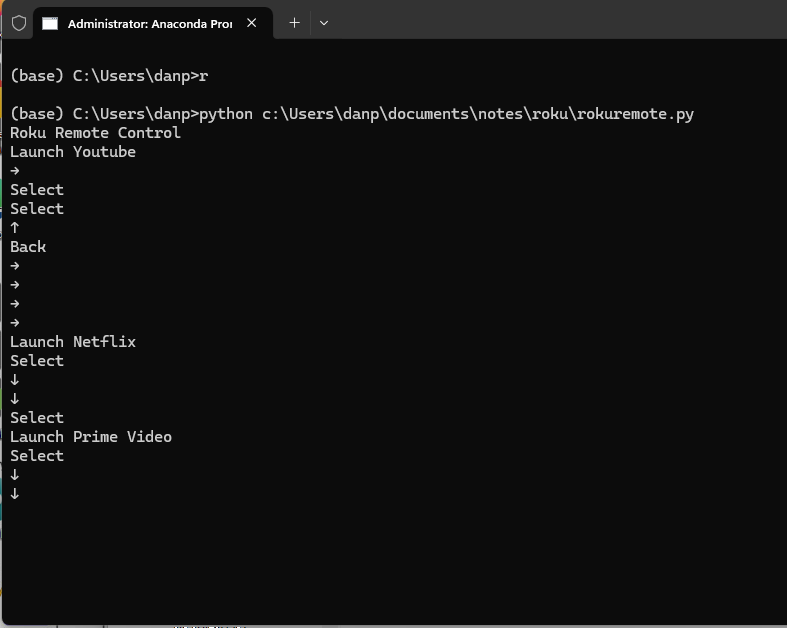 Administrator: Anaconda Pro
(base) C:\Users\danp>r
(base) C:\Users\danp>python c:\Users\danp\documents\notes\roku\rokuremote.py
Roku Remote Control
Launch Youtube
→
Select
Select
↑
Back
→
→
→
→
Launch Netflix
Select
↓
↓
Select
Launch Prime Video
Select
↓
↓